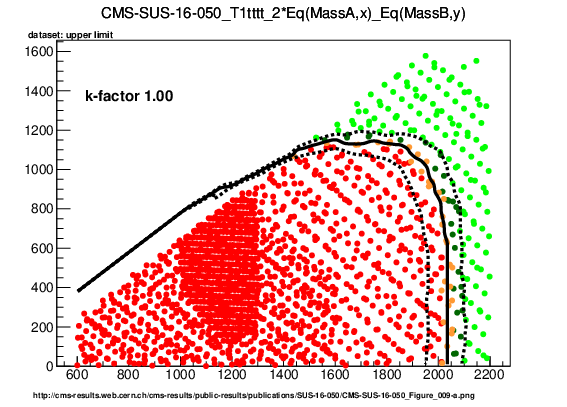 CMS-SUS-16-050_T1tttt_2*Eq(MassA,x)_Eq(MassB,y)
dataset: upper limit
1600
k-factor 1.00
1400
1200
1000
800
600
400
200
0
600 800 1000 1200 1400 1600 1800 2000 2200
http://cms-results.web.cern.ch/cms-results/public-results/publications/SUS-16-050/CMS-SUS-16-050_Figure_009-a.png